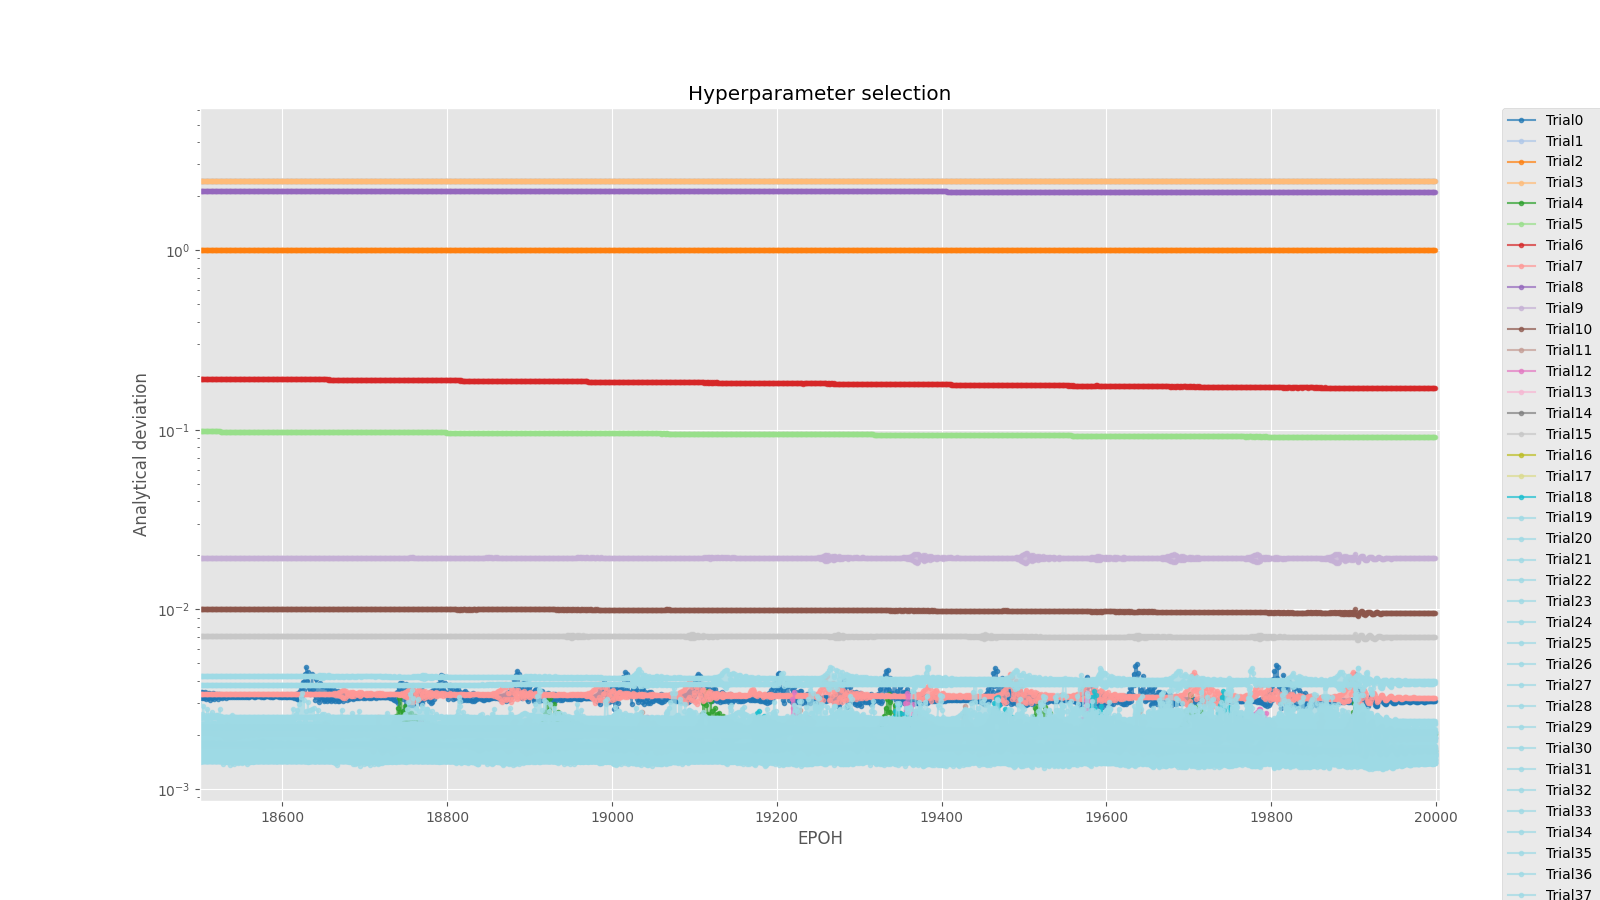 Hyperparameter selection
Analytical deviation
10^0
10^-1
10^-2
10^-3
18600
18800
19000
19200
19400
19600
19800
20000
EPOH
Trial0
Trial1
Trial2
Trial3
Trial4
Trial5
Trial6
Trial7
Trial8
Trial9
Trial10
Trial11
Trial12
Trial13
Trial14
Trial15
Trial16
Trial17
Trial18
Trial19
Trial20
Trial21
Trial22
Trial23
Trial24
Trial25
Trial26
Trial27
Trial28
Trial29
Trial30
Trial31
Trial32
Trial33
Trial34
Trial35
Trial36
Trial37